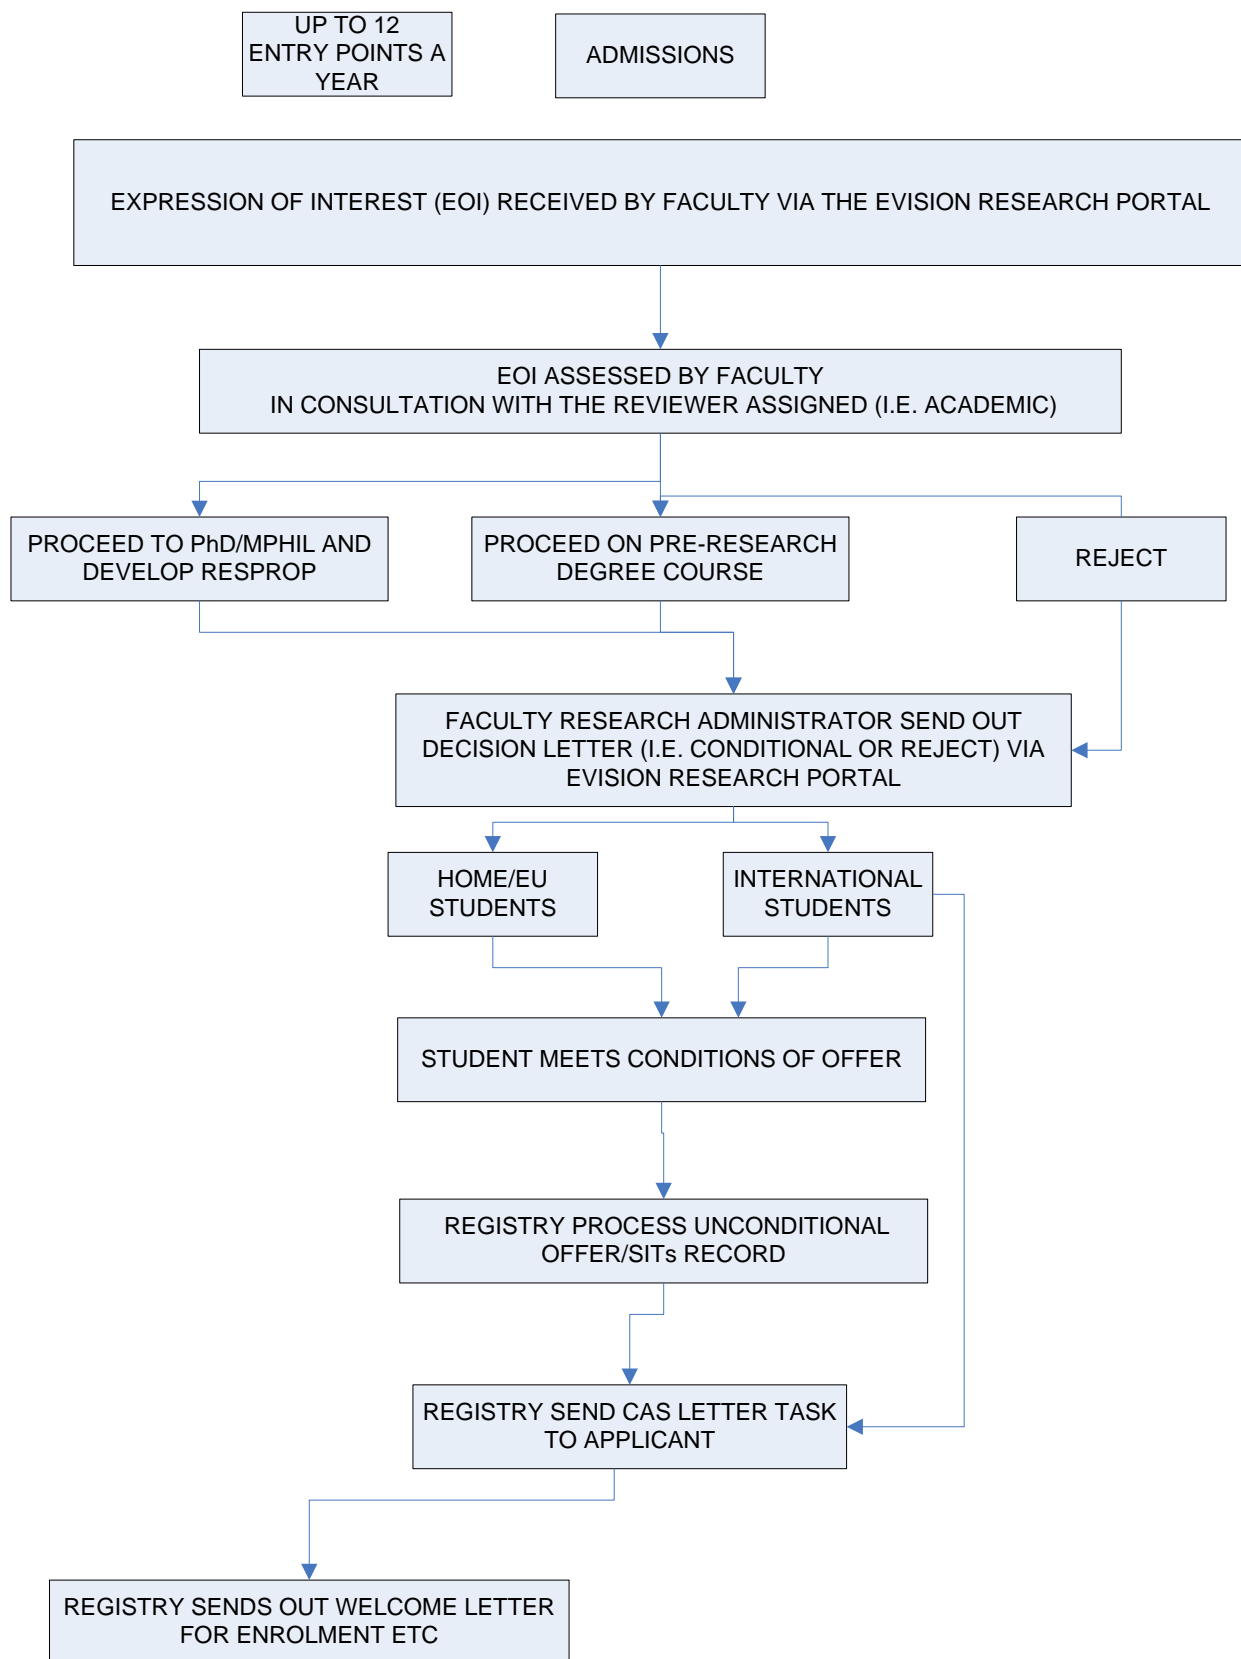 UP TO 12
ENTRY POINTS A
YEAR
ADMISSIONS
EXPRESSION OF INTEREST (EOI) RECEIVED BY FACULTY VIA THE EVISION RESEARCH PORTAL
EOI ASSESSED BY FACULTY
IN CONSULTATION WITH THE REVIEWER ASSIGNED (I.E. ACADEMIC)
PROCEED TO PhD/MPHIL AND
DEVELOP RESPROP
PROCEED ON PRE-RESEARCH
DEGREE COURSE
REJECT
FACULTY RESEARCH ADMINISTRATOR SEND OUT
DECISION LETTER (I.E. CONDITIONAL OR REJECT) VIA
EVISION RESEARCH PORTAL
HOME/EU
STUDENTS
INTERNATIONAL
STUDENTS
STUDENT MEETS CONDITIONS OF OFFER
REGISTRY PROCESS UNCONDITIONAL
OFFER/SITs RECORD
REGISTRY SEND CAS LETTER TASK
TO APPLICANT
REGISTRY SENDS OUT WELCOME LETTER
FOR ENROLMENT ETC